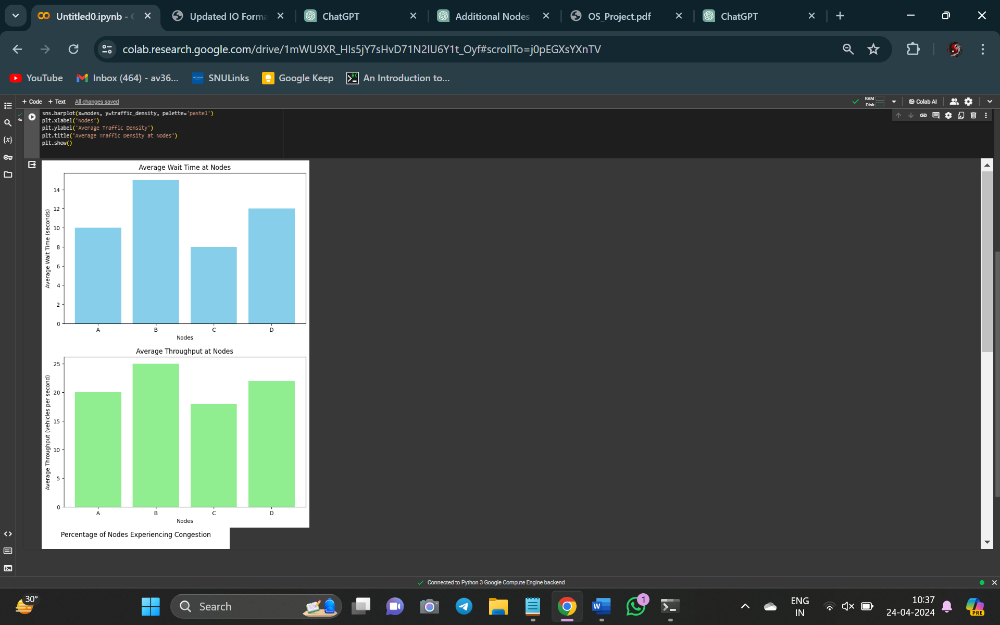 Untitled0.ipynb - C
Updated IO Forma
ChatGPT
Additional Nodes
OS_Project.pdf
ChatGPT
colab.research.google.com/drive/1mWU9XR_HIs5jY7sHvD71N2lU6Y1t_Oyf#scrollTo=j0pEGXsYXnTV
YouTube
Inbox (464) - av36...
SNULinks
Google Keep
An Introduction to...
+ Code + Text All changes saved
RAM
Disk
Colab AI
4s
sns.barplot(x=nodes, y=traffic_density, palette='pastel')
plt.xlabel('Nodes')
plt.ylabel('Average Traffic Density')
plt.title('Average Traffic Density at Nodes')
plt.show()
{x}
Average Wait Time at Nodes
Average Wait Time (seconds)
14
12
10
8
6
4
2
0
A B C D
Nodes
Average Throughput at Nodes
Average Throughput (vehicles per second)
25
20
15
10
5
0
A B C D
Nodes
Percentage of Nodes Experiencing Congestion
Connected to Python 3 Google Compute Engine backend
30°
Search
1
ENG
IN
10:37
24-04-2024
PRE